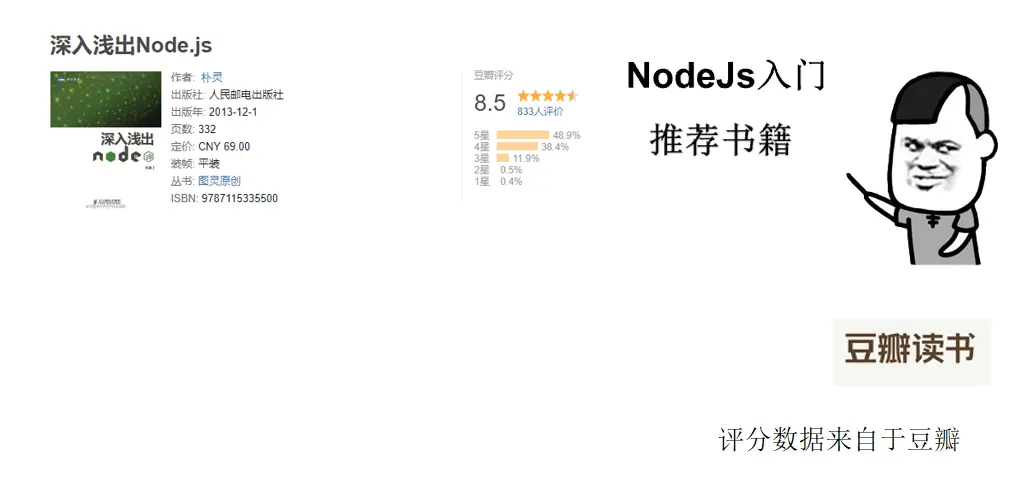 深入浅出Node.js
深入浅出
node JS
作者: 朴灵
出版社: 人民邮电出版社
出版年: 2013-12-1
页数: 332
定价: CNY 69.00
装帧: 平装
丛书: 图灵原创
ISBN: 9787115335500
豆瓣评分
8.5
833人评价
5星 48.9%
4星 38.4%
3星 11.9%
2星 0.5%
1星 0.4%
NodeJs入门
推荐书籍
豆瓣读书
评分数据来自于豆瓣